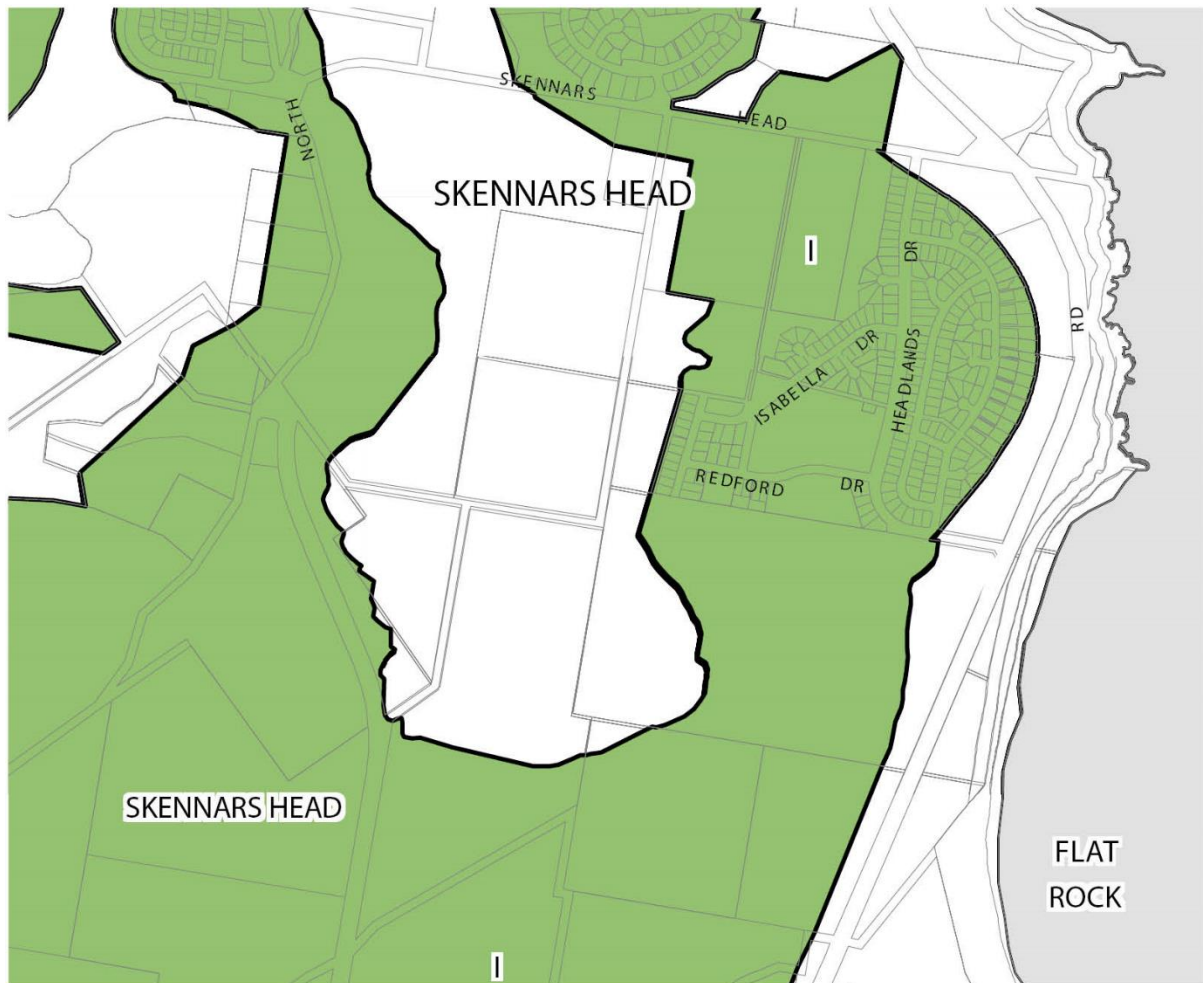 SKENNARS
HEAD
NORTH
SKENNARS HEAD
I
DR
RD
HEADLANDS
ISABELLA DR
REDFORD DR
SKENNARS HEAD
FLAT
ROCK
I